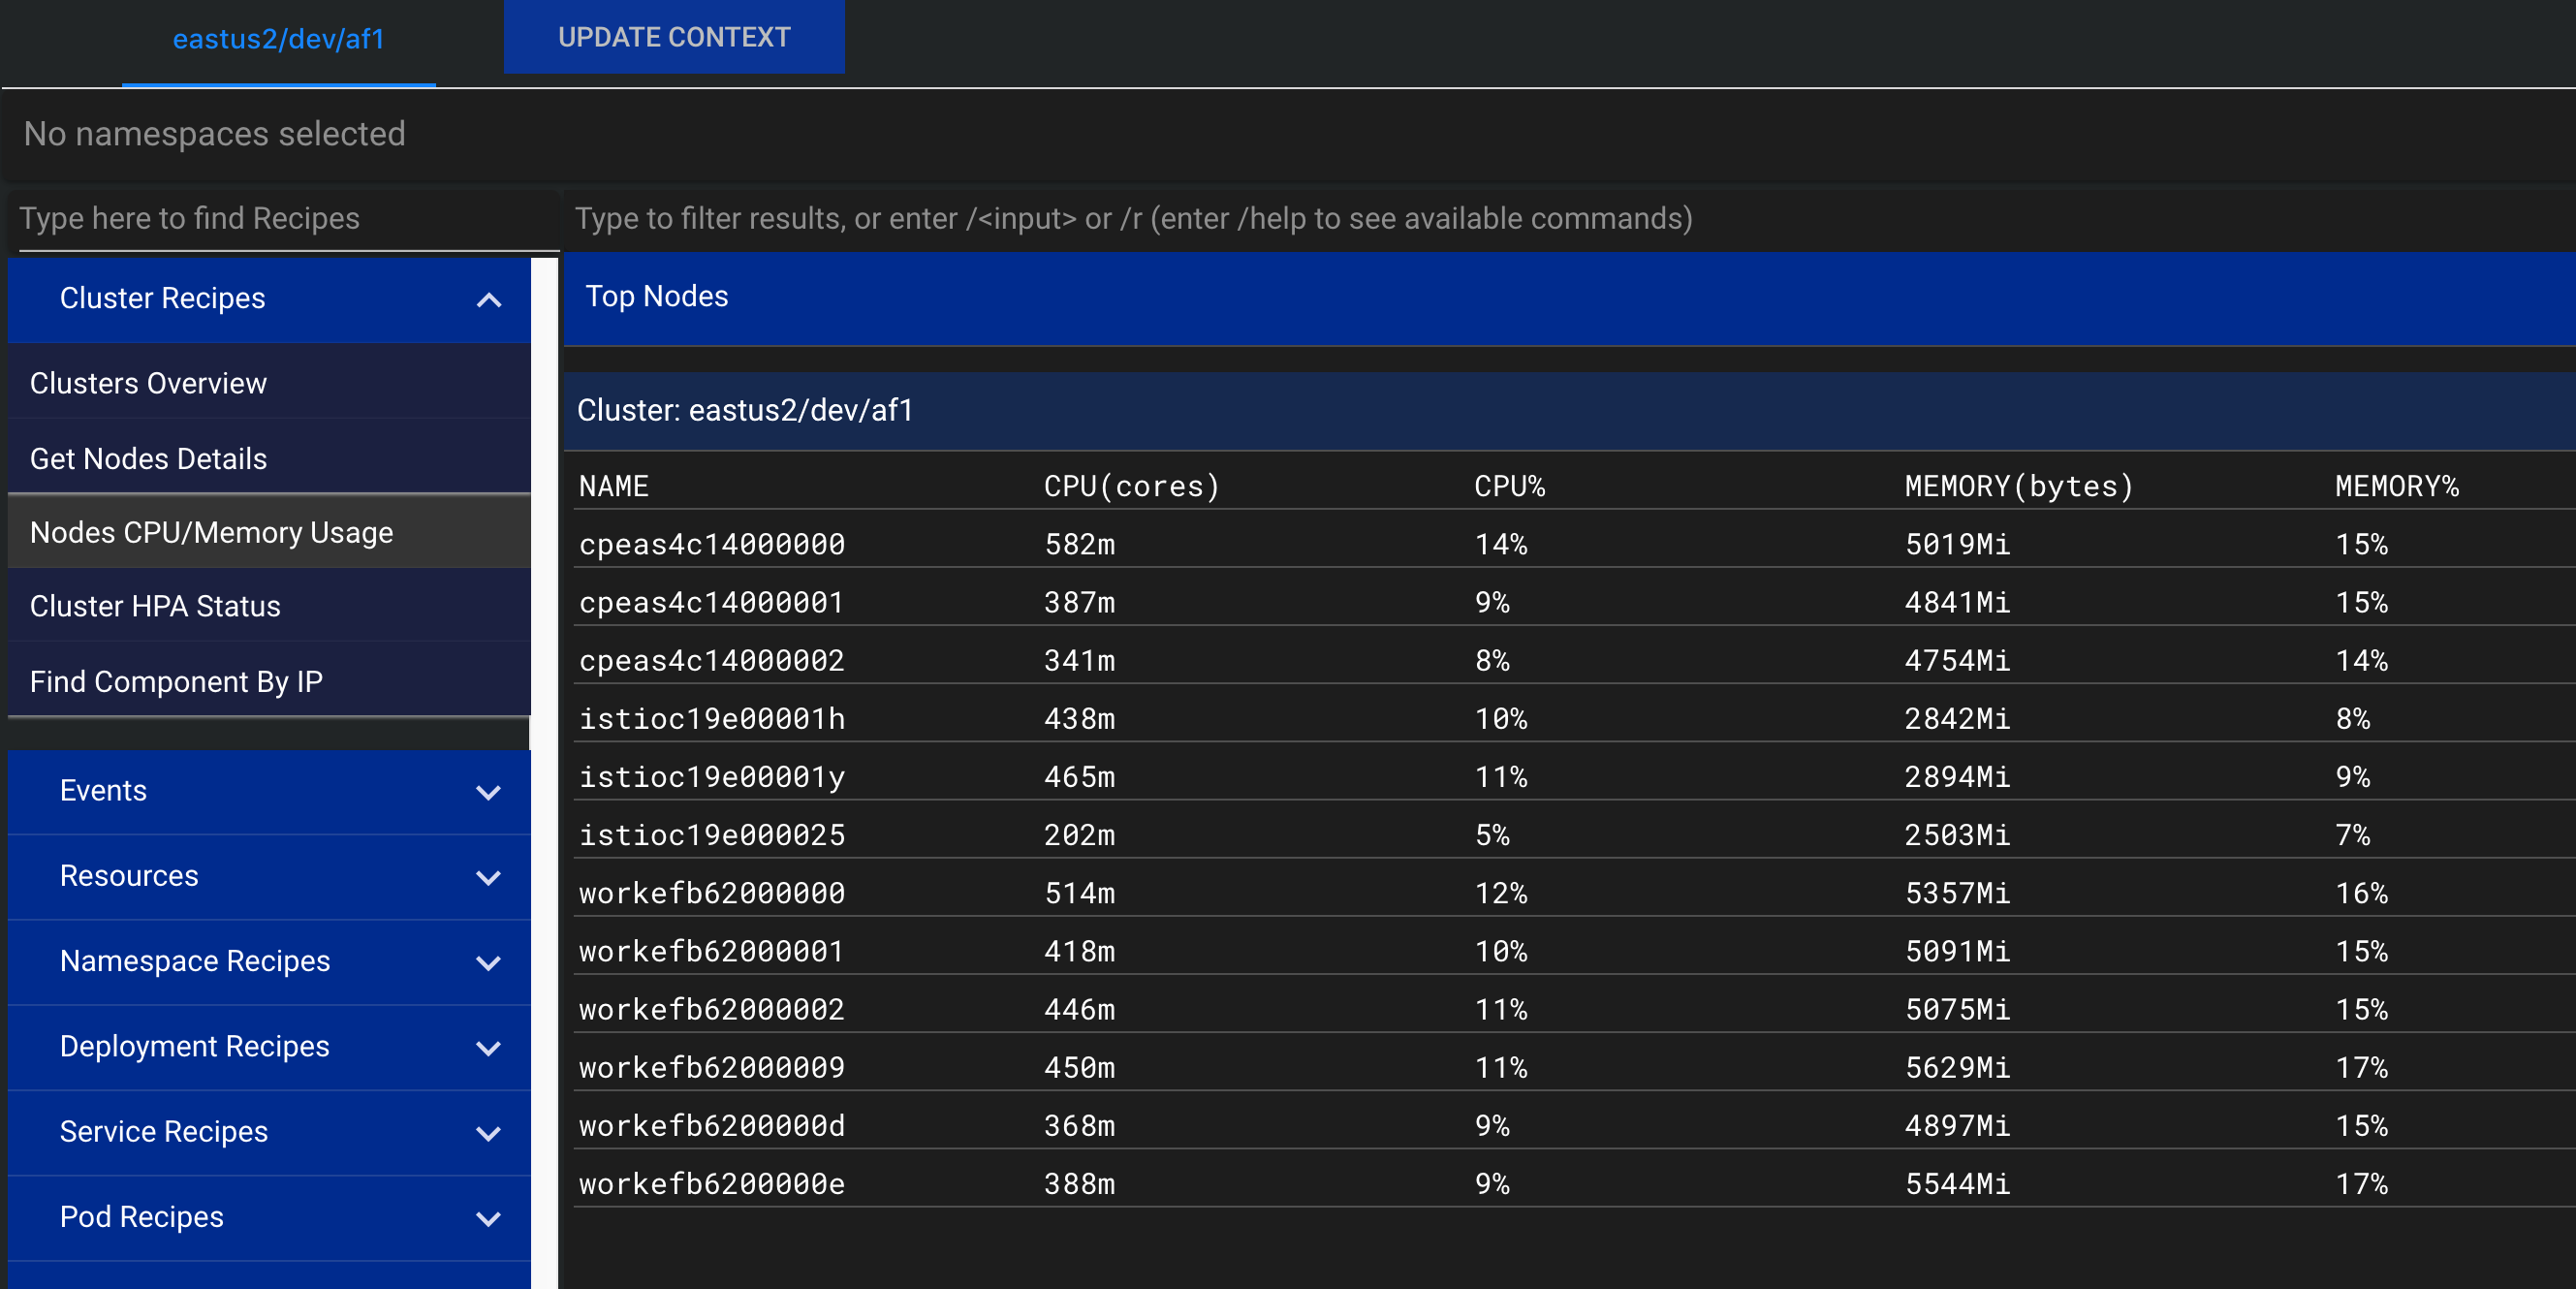 eastus2/dev/af1 UPDATE CONTEXT
No namespaces selected
Type here to find Recipes
Type to filter results, or enter /<input> or /r (enter /help to see available commands)
Cluster Recipes
Clusters Overview
Get Nodes Details
Nodes CPU/Memory Usage
Cluster HPA Status
Find Component By IP
Events
Resources
Namespace Recipes
Deployment Recipes
Service Recipes
Pod Recipes
Top Nodes
Cluster: eastus2/dev/af1
NAME CPU(cores) CPU% MEMORY(bytes) MEMORY%
cpeas4c14000000 582m 14% 5019Mi 15%
cpeas4c14000001 387m 9% 4841Mi 15%
cpeas4c14000002 341m 8% 4754Mi 14%
istioc19e00001h 438m 10% 2842Mi 8%
istioc19e00001y 465m 11% 2894Mi 9%
istioc19e000025 202m 5% 2503Mi 7%
workefb62000000 514m 12% 5357Mi 16%
workefb62000001 418m 10% 5091Mi 15%
workefb62000002 446m 11% 5075Mi 15%
workefb62000009 450m 11% 5629Mi 17%
workefb6200000d 368m 9% 4897Mi 15%
workefb6200000e 388m 9% 5544Mi 17%